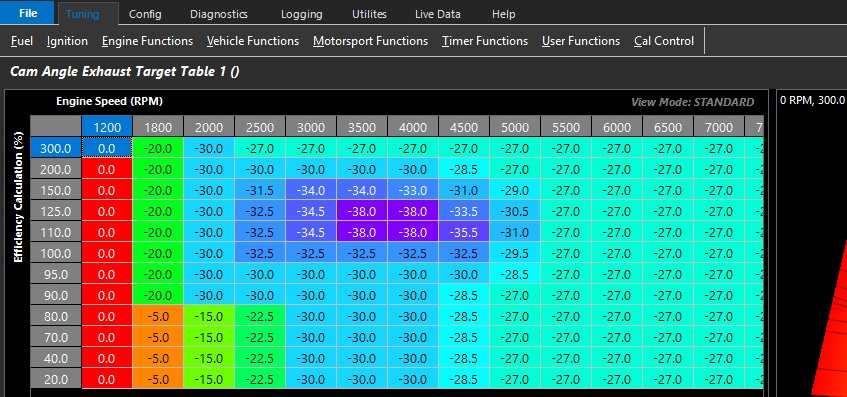 File Tuning Config Diagnostics Logging Utilites Live Data Help
Fuel Ignition Engine Functions Vehicle Functions Motorsport Functions Timer Functions User Functions Cal Control
Cam Angle Exhaust Target Table 1 ()
Engine Speed (RPM) View Mode: STANDARD 0 RPM, 300.0
Efficiency Calculation (%)
1200 1800 2000 2500 3000 3500 4000 4500 5000 5500 6000 6500 7000 7
300.0 0.0 -20.0 -30.0 -27.0 -27.0 -27.0 -27.0 -27.0 -27.0 -27.0 -27.0 -27.0 -27.0 -2
200.0 0.0 -20.0 -30.0 -30.0 -30.0 -30.0 -30.0 -28.5 -27.0 -27.0 -27.0 -27.0 -27.0 -2
150.0 0.0 -20.0 -30.0 -31.5 -34.0 -34.0 -33.0 -31.0 -29.0 -27.0 -27.0 -27.0 -27.0 -2
125.0 0.0 -20.0 -30.0 -32.5 -34.5 -38.0 -38.0 -33.5 -30.5 -27.0 -27.0 -27.0 -27.0 -2
110.0 0.0 -20.0 -30.0 -32.5 -34.5 -38.0 -38.0 -35.5 -31.0 -27.0 -27.0 -27.0 -27.0 -2
100.0 0.0 -20.0 -30.0 -32.5 -32.5 -32.5 -32.5 -32.5 -29.5 -27.0 -27.0 -27.0 -27.0 -2
95.0 0.0 -20.0 -30.0 -30.0 -30.0 -30.0 -30.0 -30.0 -28.5 -27.0 -27.0 -27.0 -27.0 -2
90.0 0.0 -20.0 -30.0 -30.0 -30.0 -30.0 -30.0 -28.5 -27.0 -27.0 -27.0 -27.0 -27.0 -2
80.0 0.0 -5.0 -15.0 -22.5 -30.0 -30.0 -30.0 -28.5 -27.0 -27.0 -27.0 -27.0 -27.0 -2
70.0 0.0 -5.0 -15.0 -22.5 -30.0 -30.0 -30.0 -28.5 -27.0 -27.0 -27.0 -27.0 -27.0 -2
40.0 0.0 -5.0 -15.0 -22.5 -30.0 -30.0 -30.0 -28.5 -27.0 -27.0 -27.0 -27.0 -27.0 -2
20.0 0.0 -5.0 -15.0 -22.5 -30.0 -30.0 -30.0 -28.5 -27.0 -27.0 -27.0 -27.0 -27.0 -2